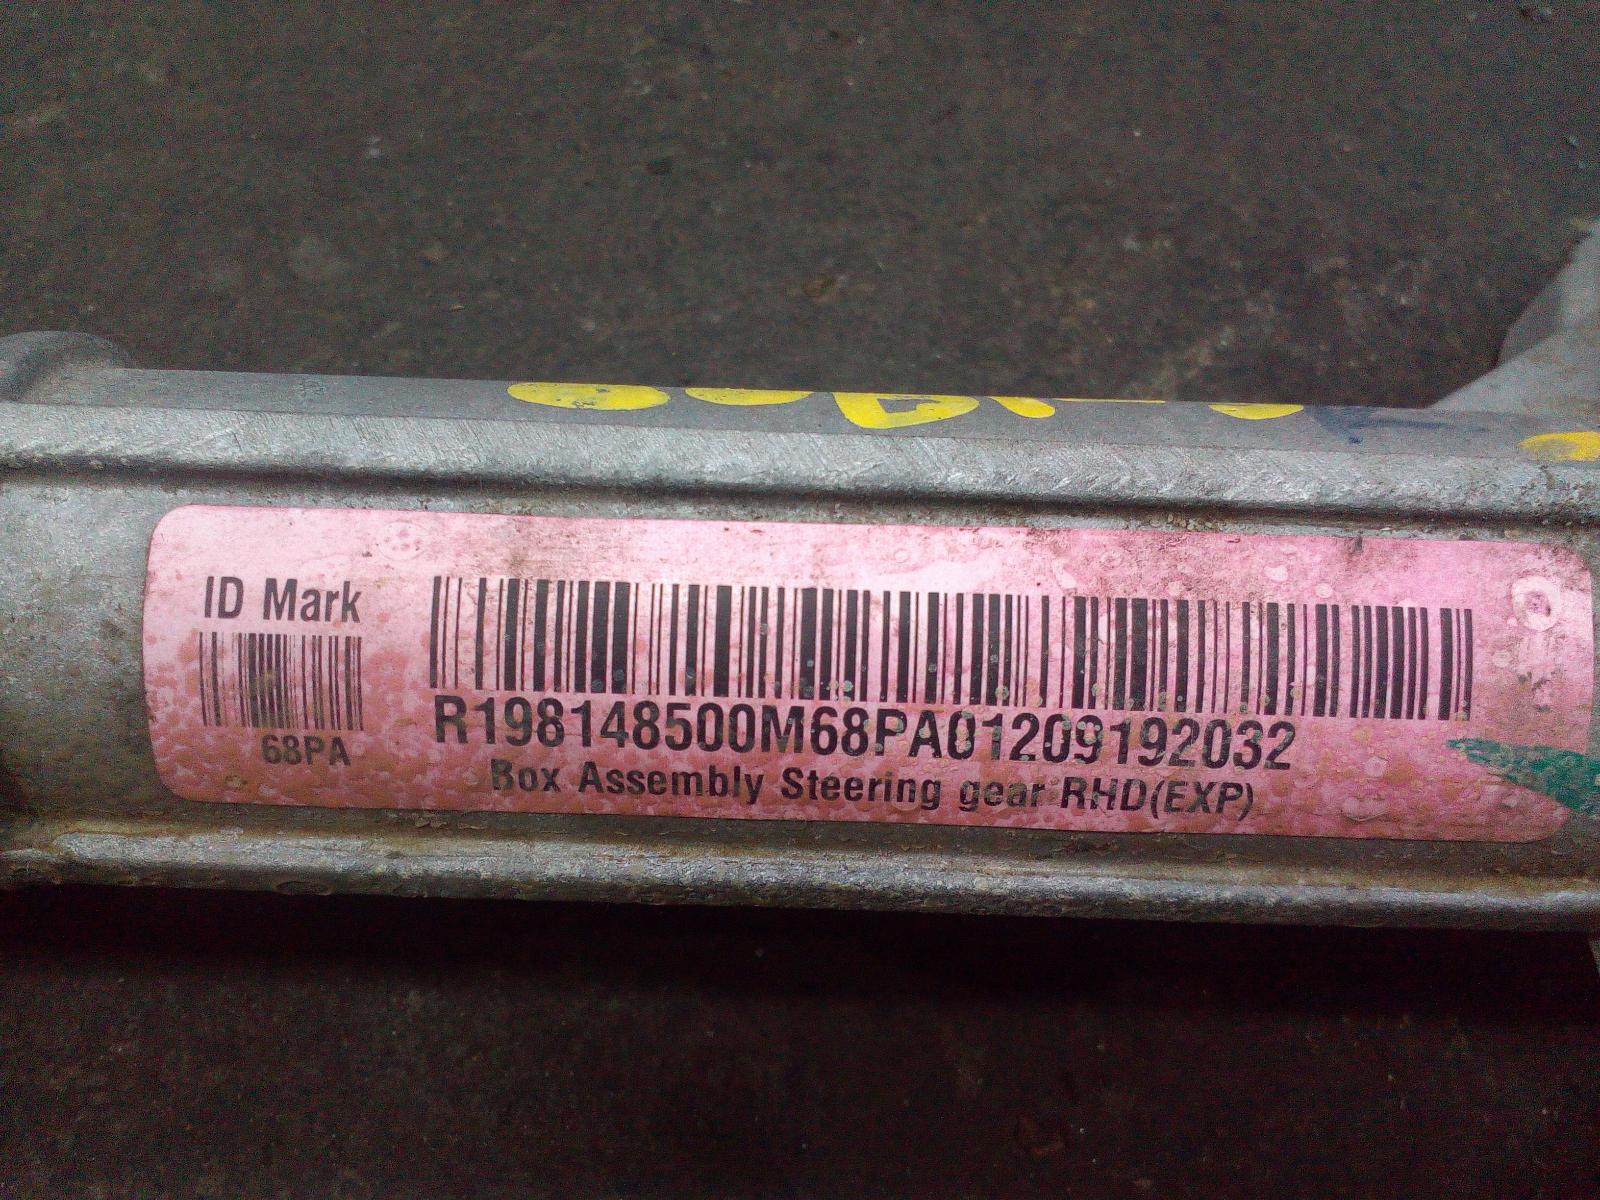 ID Mark
68PA
R198148500M68PA01209192032
Box Assembly Steering gear RHD(EXP)